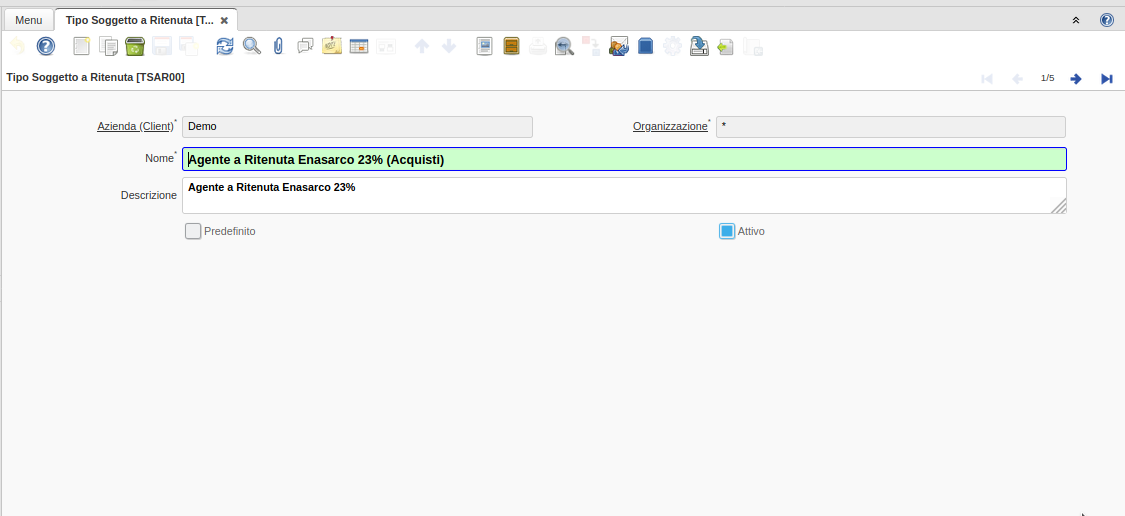 Menu
Tipo Soggetto a Ritenuta [T...
Tipo Soggetto a Ritenuta [TSAR00]
1/5
Azienda (Client)* Demo
Organizzazione* *
Nome* Agente a Ritenuta Enasarco 23% (Acquisti)
Descrizione Agente a Ritenuta Enasarco 23%
Predefinito
Attivo